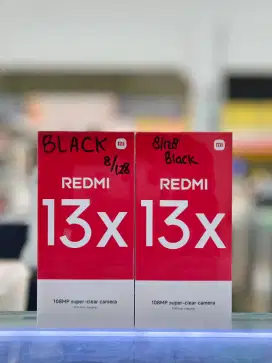 BLACK
8/128
mi
REDMI
13x
108MP super-clear camera
8/128
Black
mi
REDMI
13x
108MP super-clear camera